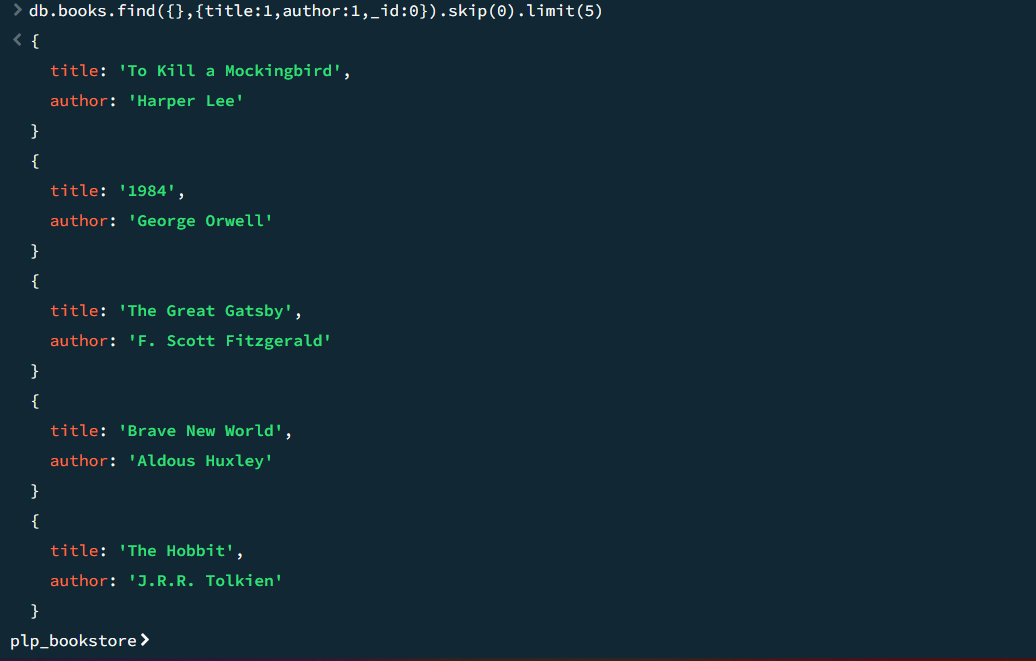 > db.books.find({},{title:1,author:1,_id:0}).skip(0).limit(5)
< {
title: 'To Kill a Mockingbird',
author: 'Harper Lee'
}
{
title: '1984',
author: 'George Orwell'
}
{
title: 'The Great Gatsby',
author: 'F. Scott Fitzgerald'
}
{
title: 'Brave New World',
author: 'Aldous Huxley'
}
{
title: 'The Hobbit',
author: 'J.R.R. Tolkien'
}
plp_bookstore>